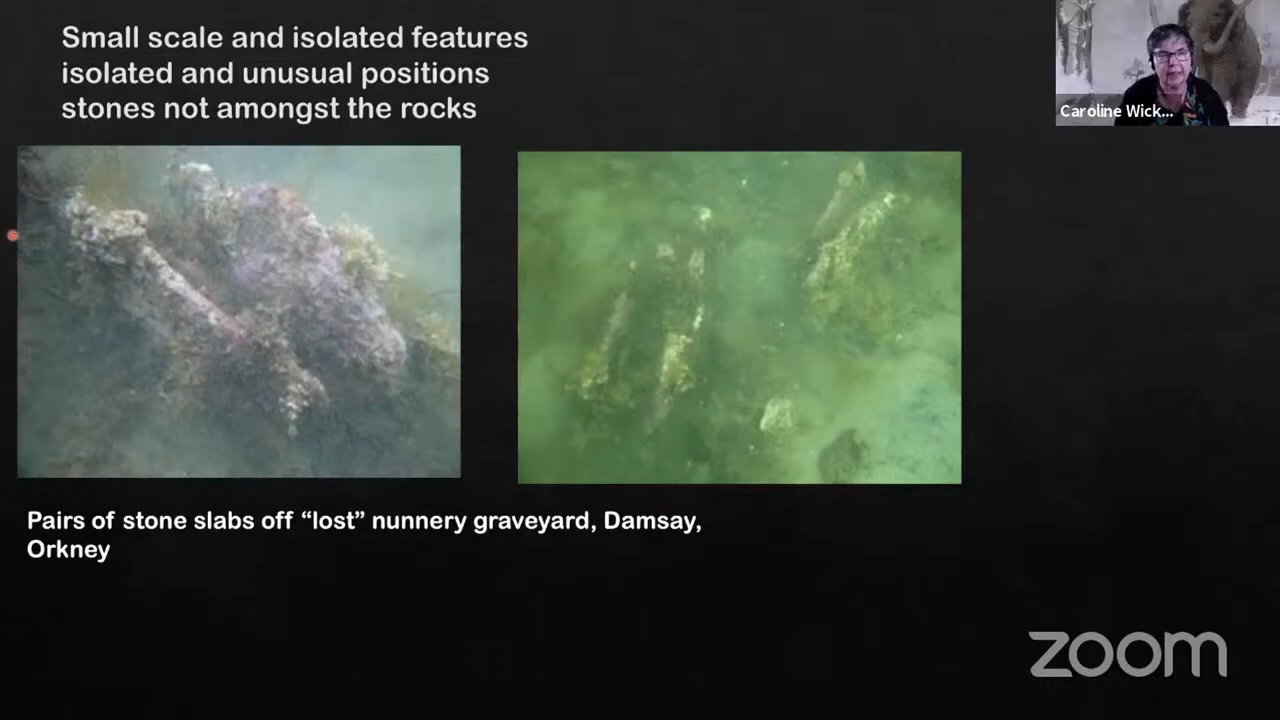 Small scale and isolated features
isolated and unusual positions
stones not amongst the rocks
Caroline Wick...
Pairs of stone slabs off “lost” nunnery graveyard, Damsay,
Orkney
zoom